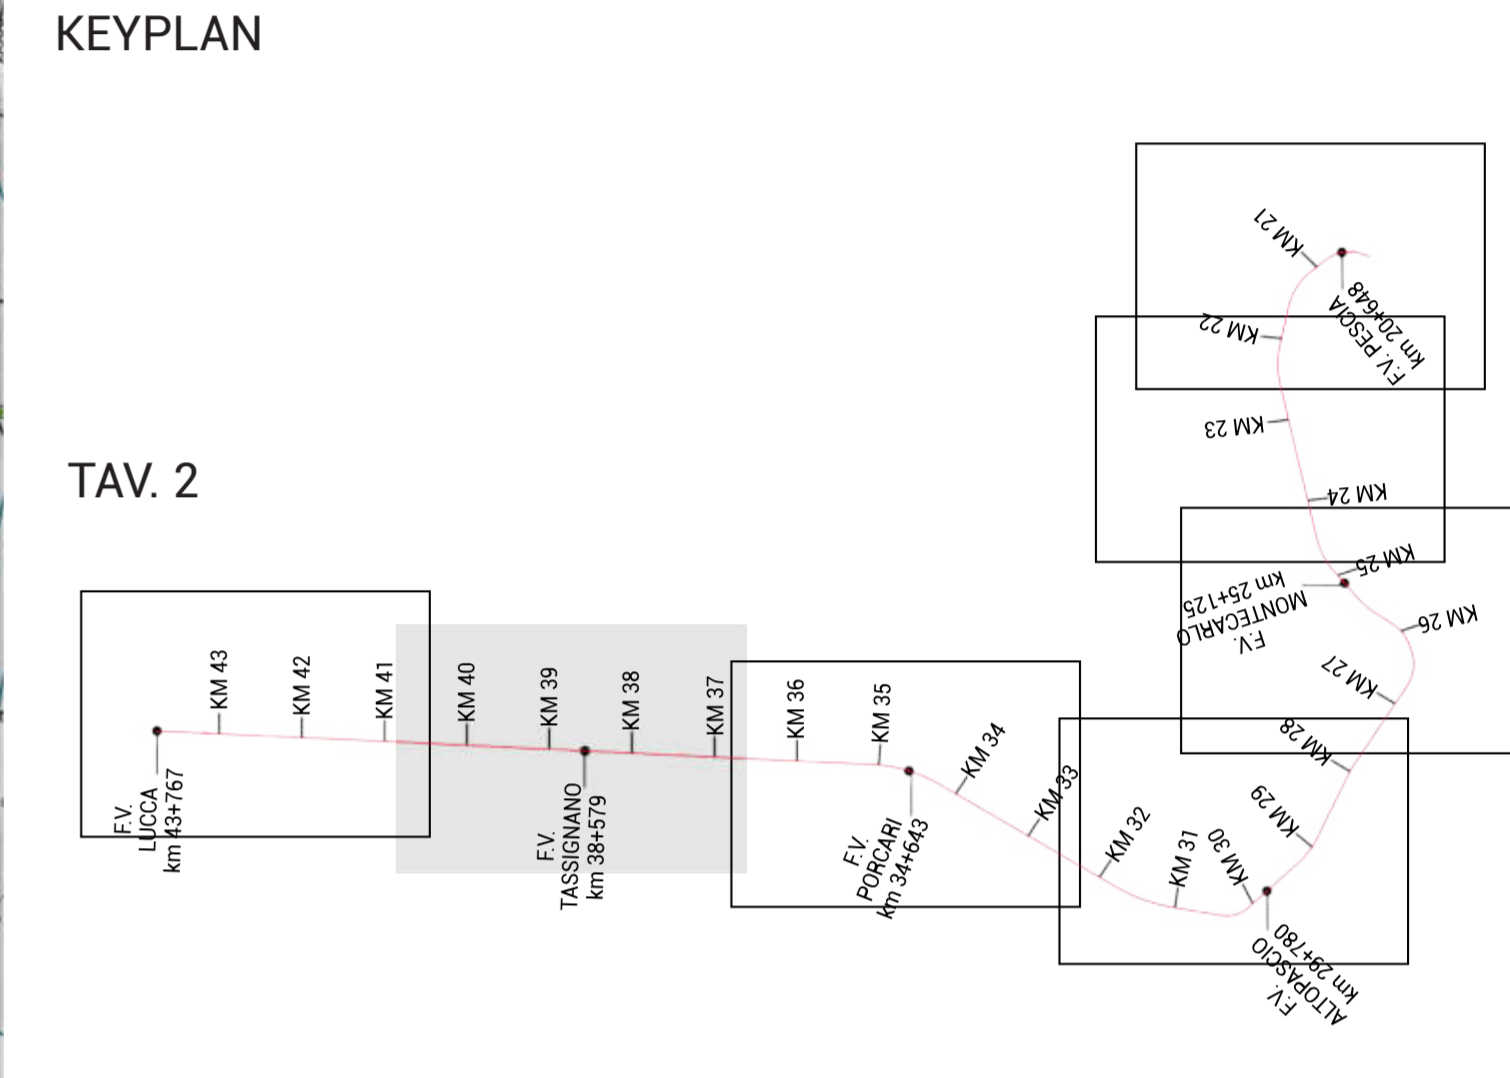 KEYPLAN
TAV. 2
KM 43
KM 42
KM 41
KM 40
KM 39
KM 38
KM 37
KM 36
KM 35
KM 34
KM 33
KM 32
KM 31
KM 30
KM 29
KM 28
KM 27
KM 26
KM 25
KM 24
KM 23
KM 22
KM 21
F.V.
LUCCA
km 43+767
F.V.
TASSIGNANO
km 38+579
F.V.
PORCARI
km 34+643
F.V.
ALTOPASCIO
km 29+780
F.V.
MONTECARLO
km 25+125
F.V. PESCIA
km 20+648